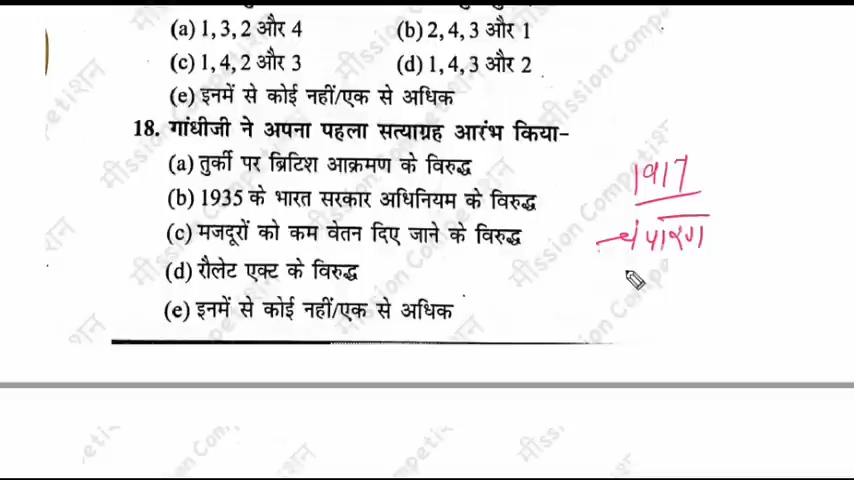 (a) 1, 3, 2 और 4 (b) 2, 4, 3 और 1
(c) 1, 4, 2 और 3 (d) 1, 4, 3 और 2
(e) इनमें से कोई नहीं/एक से अधिक
18. गांधीजी ने अपना पहला सत्याग्रह आरंभ किया-
(a) तुर्की पर ब्रिटिश आक्रमण के विरुद्ध
(b) 1935 के भारत सरकार अधिनियम के विरुद्ध
(c) मजदूरों को कम वेतन दिए जाने के विरुद्ध
(d) रौलेट एक्ट के विरुद्ध
(e) इनमें से कोई नहीं/एक से अधिक
1917
चंपारण